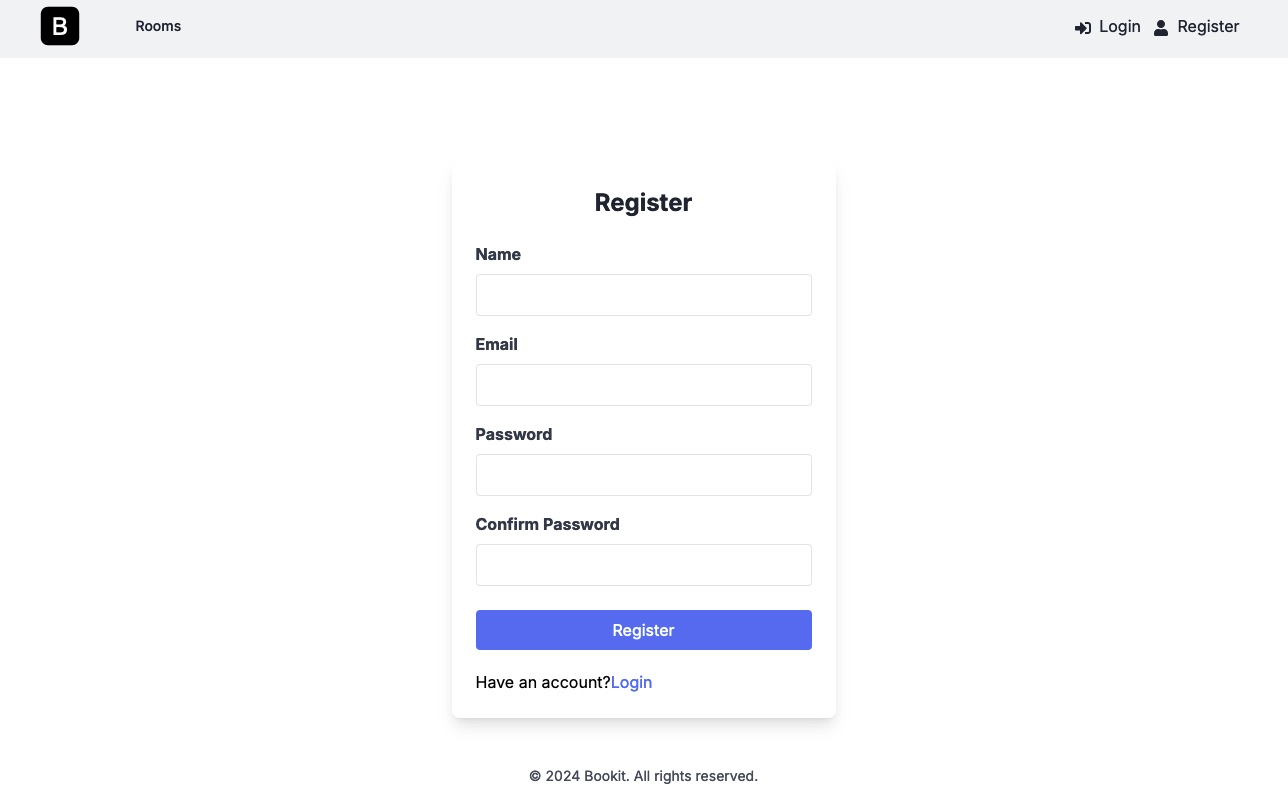 B
Rooms
Login
Register
Register
Name
Email
Password
Confirm Password
Register
Have an account?Login
© 2024 Bookit. All rights reserved.